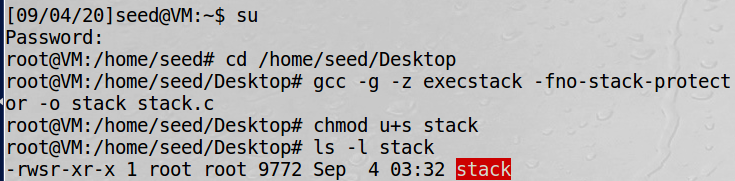 [09/04/20]seed@VM:~$ su
Password:
root@VM:/home/seed# cd /home/seed/Desktop
root@VM:/home/seed/Desktop# gcc -g -z execstack -fno-stack-protect
or -o stack stack.c
root@VM:/home/seed/Desktop# chmod u+s stack
root@VM:/home/seed/Desktop# ls -l stack
-rwsr-xr-x 1 root root 9772 Sep  4 03:32 stack